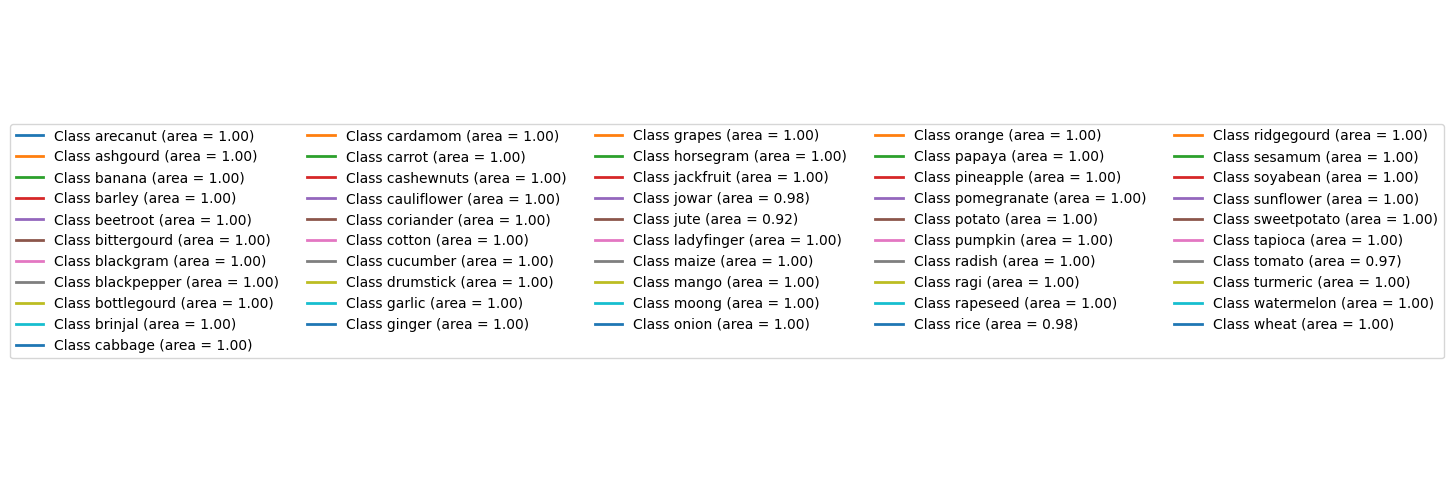 Class arecanut (area = 1.00)
Class ashgourd (area = 1.00)
Class banana (area = 1.00)
Class barley (area = 1.00)
Class beetroot (area = 1.00)
Class bittergourd (area = 1.00)
Class blackgram (area = 1.00)
Class blackpepper (area = 1.00)
Class bottlegourd (area = 1.00)
Class brinjal (area = 1.00)
Class cabbage (area = 1.00)
Class cardamom (area = 1.00)
Class carrot (area = 1.00)
Class cashewnuts (area = 1.00)
Class cauliflower (area = 1.00)
Class coriander (area = 1.00)
Class cotton (area = 1.00)
Class cucumber (area = 1.00)
Class drumstick (area = 1.00)
Class garlic (area = 1.00)
Class ginger (area = 1.00)
Class grapes (area = 1.00)
Class horsegram (area = 1.00)
Class jackfruit (area = 1.00)
Class jowar (area = 0.98)
Class jute (area = 0.92)
Class ladyfinger (area = 1.00)
Class maize (area = 1.00)
Class mango (area = 1.00)
Class moong (area = 1.00)
Class onion (area = 1.00)
Class orange (area = 1.00)
Class papaya (area = 1.00)
Class pineapple (area = 1.00)
Class pomegranate (area = 1.00)
Class potato (area = 1.00)
Class pumpkin (area = 1.00)
Class radish (area = 1.00)
Class ragi (area = 1.00)
Class rapeseed (area = 1.00)
Class rice (area = 0.98)
Class ridgegourd (area = 1.00)
Class sesamum (area = 1.00)
Class soyabean (area = 1.00)
Class sunflower (area = 1.00)
Class sweetpotato (area = 1.00)
Class tapioca (area = 1.00)
Class tomato (area = 0.97)
Class turmeric (area = 1.00)
Class watermelon (area = 1.00)
Class wheat (area = 1.00)